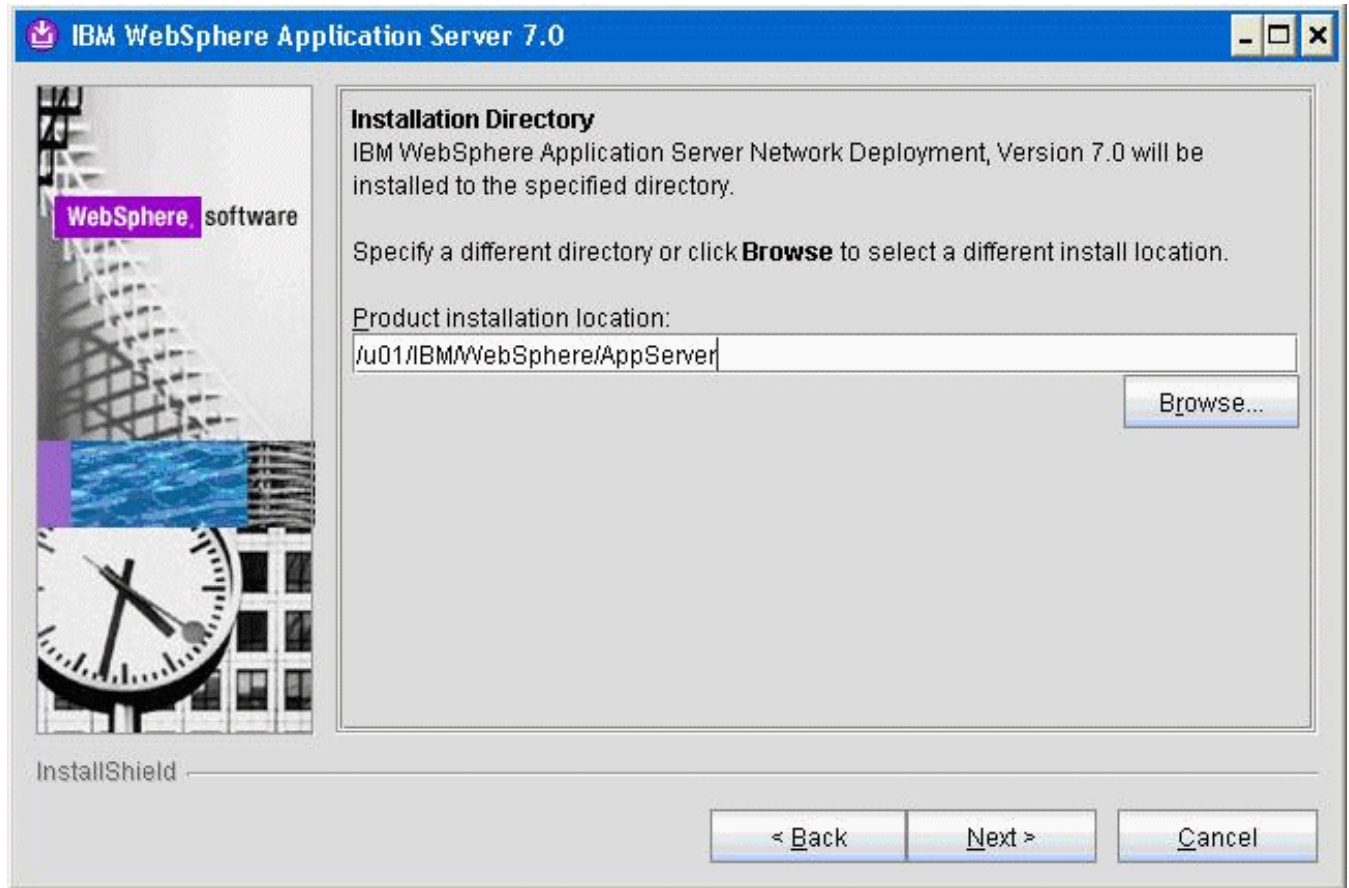 IBM WebSphere Application Server 7.0
WebSphere. software
Installation Directory
IBM WebSphere Application Server Network Deployment, Version 7.0 will be
installed to the specified directory.
Specify a different directory or click Browse to select a different install location.
Product installation location:
/u01/IBM/WebSphere/AppServer
Browse...
InstallShield
< Back
Next >
Cancel